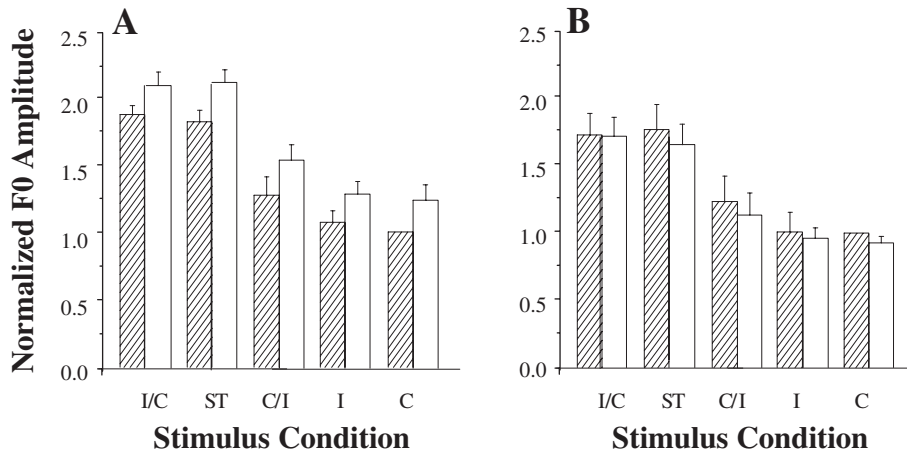 A
B
Normalized F0 Amplitude
2.5
2.0
1.5
1.0
0.5
0.0
2.5
2.0
1.5
1.0
0.5
0.0
I/C ST C/I I C
I/C ST C/I I C
Stimulus Condition
Stimulus Condition